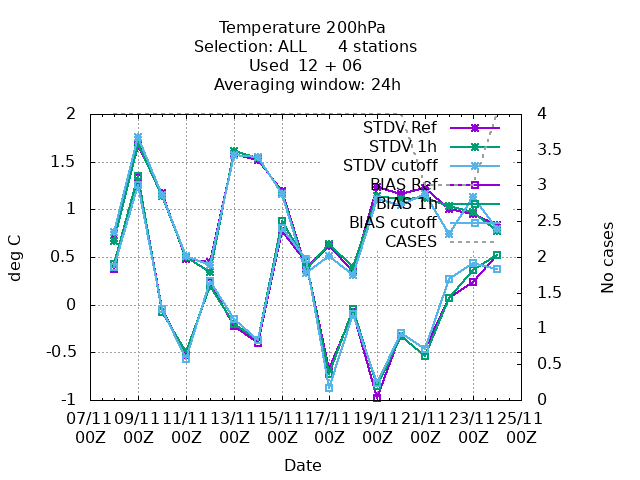 Temperature 200hPa
Selection: ALL 4 stations
Used 12 + 06
Averaging window: 24h
STDV Ref
STDV 1h
STDV cutoff
BIAS Ref
BIAS 1h
BIAS cutoff
CASES
2
1.5
1
0.5
0
-0.5
-1
deg C
4
3.5
3
2.5
2
1.5
1
0.5
0
No cases
07/11 09/11 11/11 13/11 15/11 17/11 19/11 21/11 23/11 25/11
00Z 00Z 00Z 00Z 00Z 00Z 00Z 00Z 00Z 00Z
Date